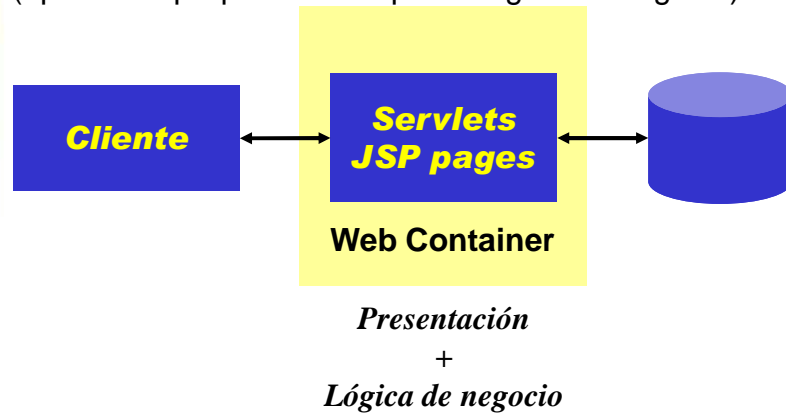 Cliente
Servlets
JSP pages
Web Container
Presentación
+
Lógica de negocio